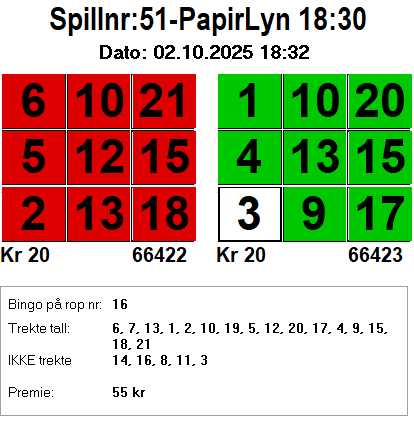 Spillnr:51-PapirLyn 18:30
Dato: 02.10.2025 18:32
6 10 21 1 10 20
5 12 15 4 13 15
2 13 18 3 9 17
Kr 20 66422 Kr 20 66423
Bingo på rop nr: 16
Trekte tall: 6, 7, 13, 1, 2, 10, 19, 5, 12, 20, 17, 4, 9, 15,
18, 21
IKKE trekte 14, 16, 8, 11, 3
Premie: 55 kr